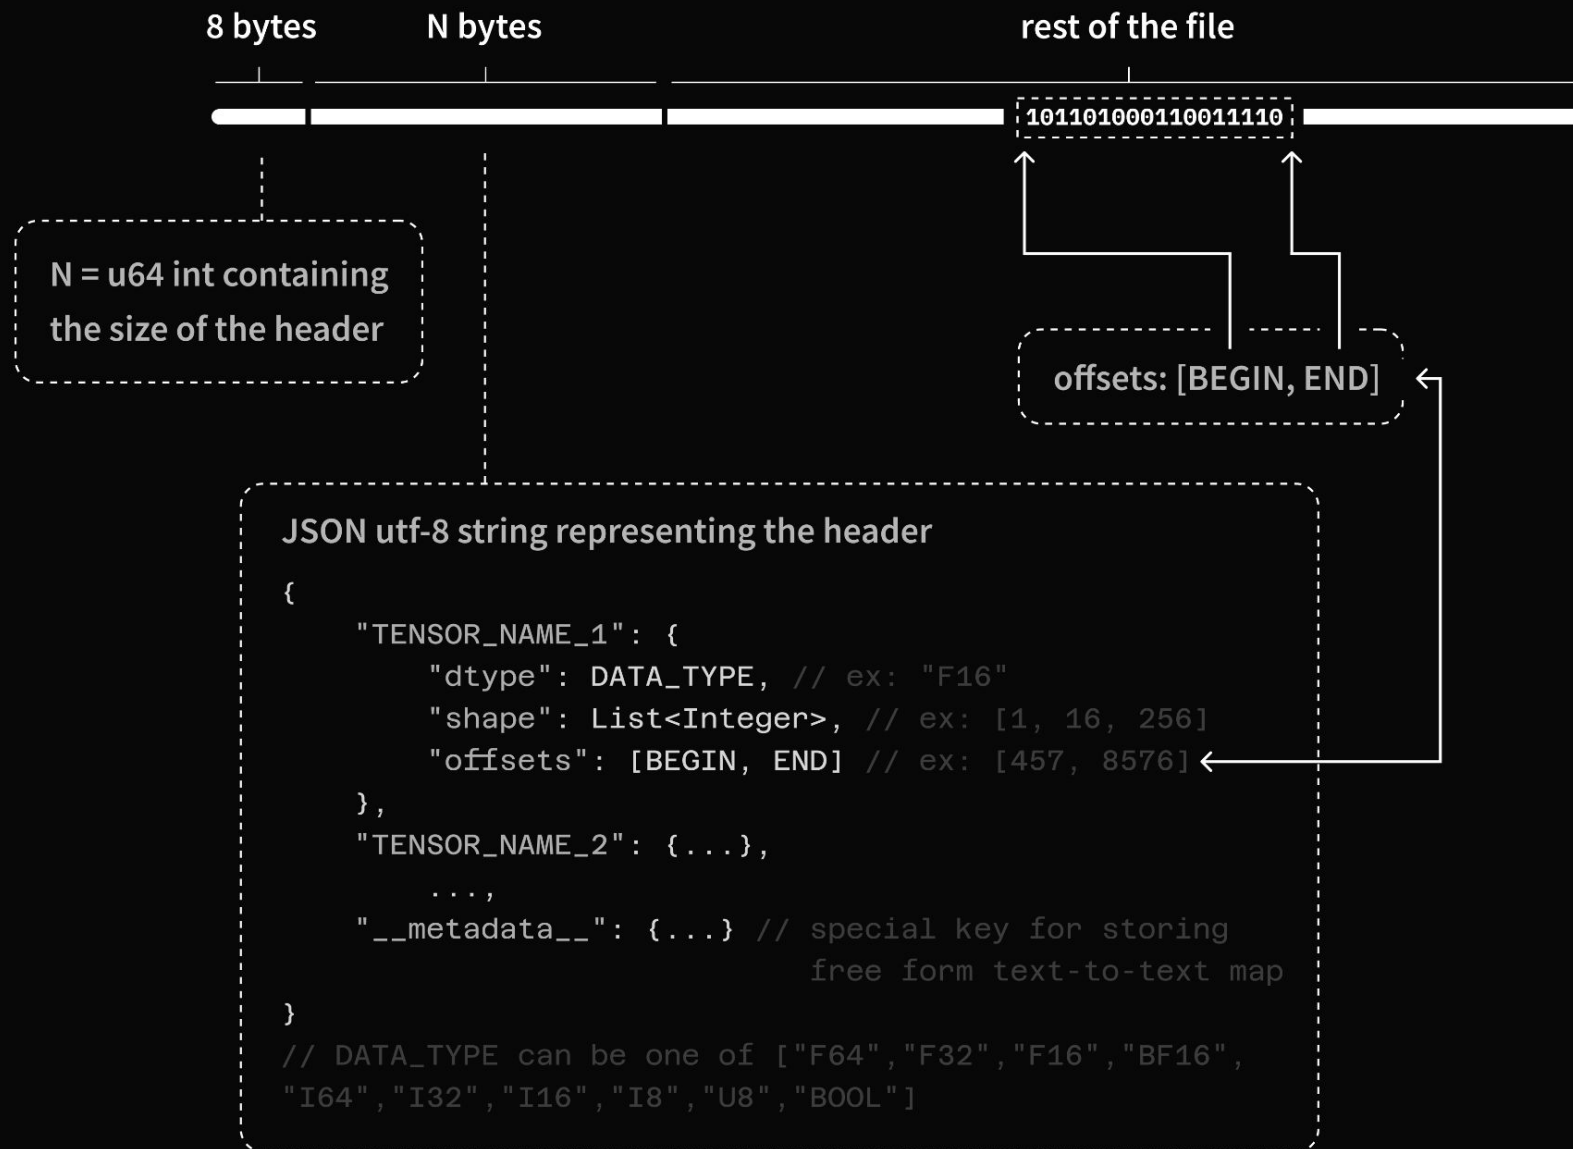 8 bytes
N bytes
rest of the file
101101000110011110
N = u64 int containing
the size of the header
offsets: [BEGIN, END]
JSON utf-8 string representing the header
{
"TENSOR_NAME_1": {
"dtype": DATA_TYPE, // ex: "F16"
"shape": List<Integer>, // ex: [1, 16, 256]
"offsets": [BEGIN, END] // ex: [457, 8576]
},
"TENSOR_NAME_2": {...},
...,
"__metadata__": {...} // special key for storing
free form text-to-text map
}
// DATA_TYPE can be one of ["F64","F32","F16","BF16",
"I64","I32","I16","I8","U8","BOOL"]